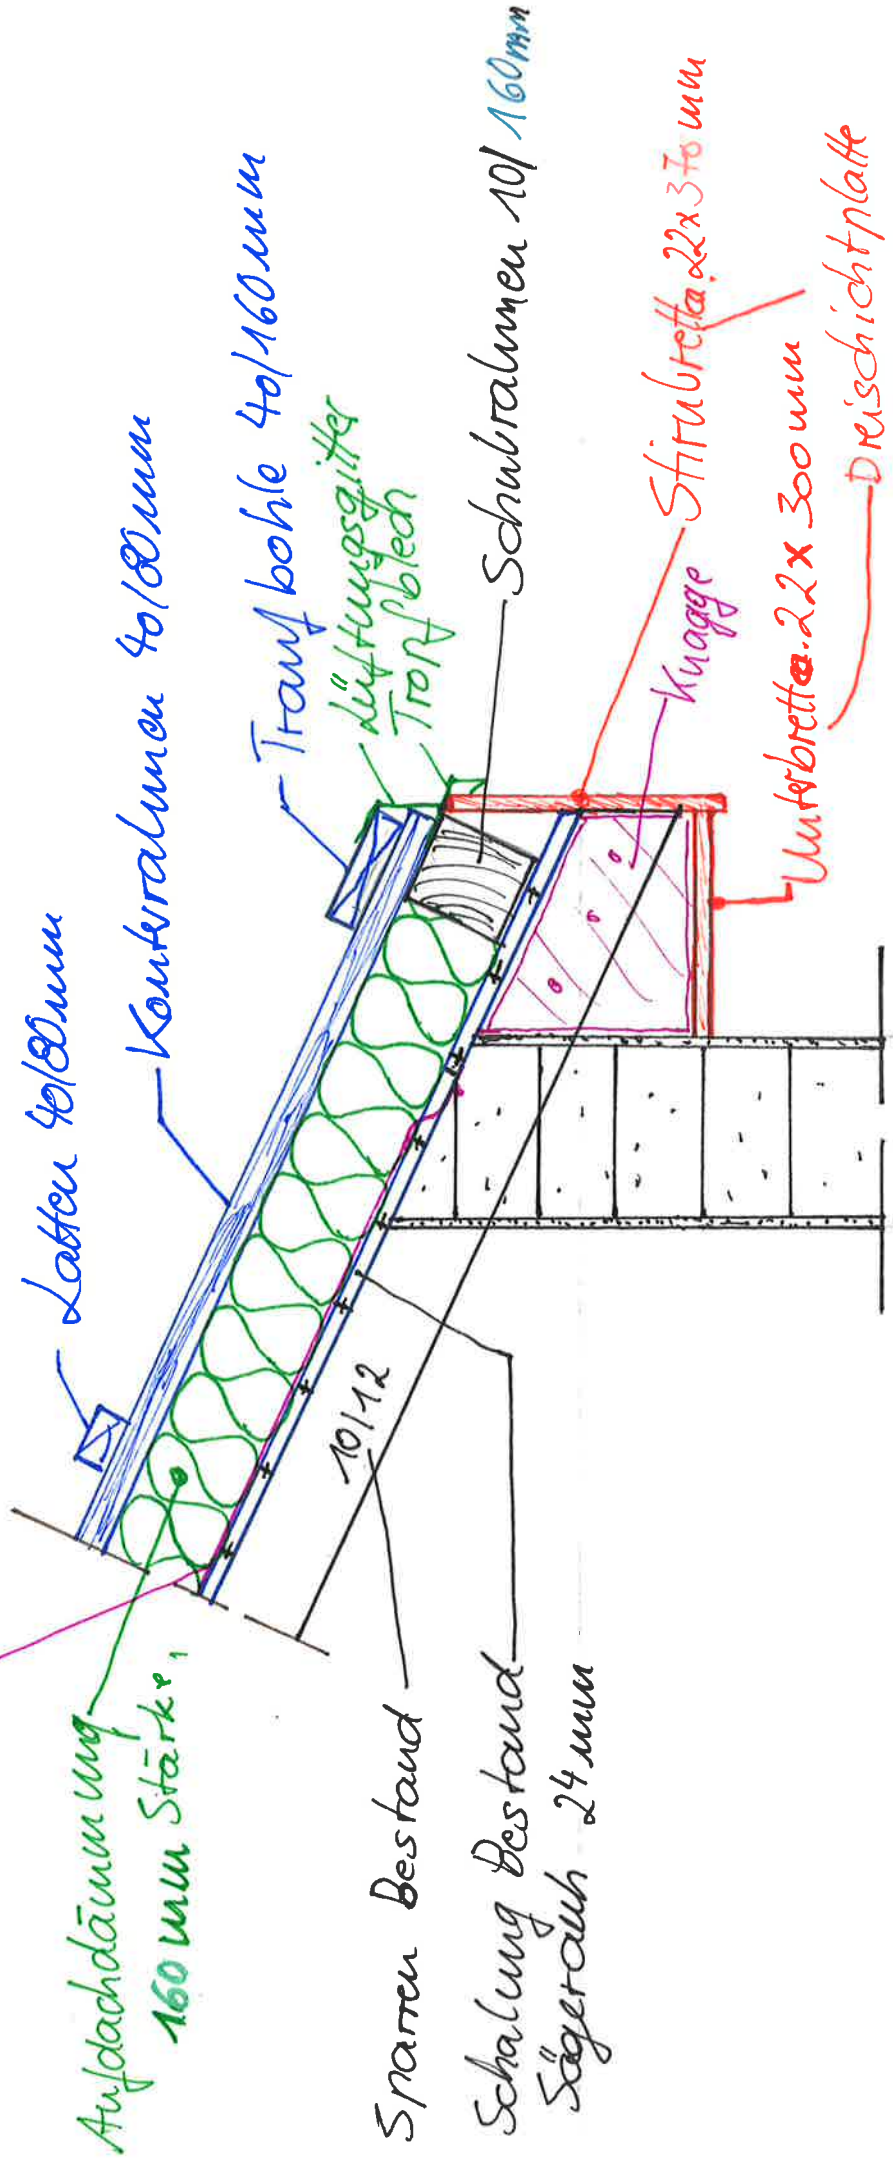 Latten 40/80mm
Konterrahmen 40/80mm
Traufbohle 40/160mm
Lüftungsgitter
Tropfblech
Schubrahmen 10/160mm
Stirnbrett 22x370mm
Knagge
Unterbrett 22x300mm
Dreischichtplatte
Aufdachdämmung
160mm Stärke,
10/12
Sparren Bestand
Schalung Bestand
Sägerauh 24mm